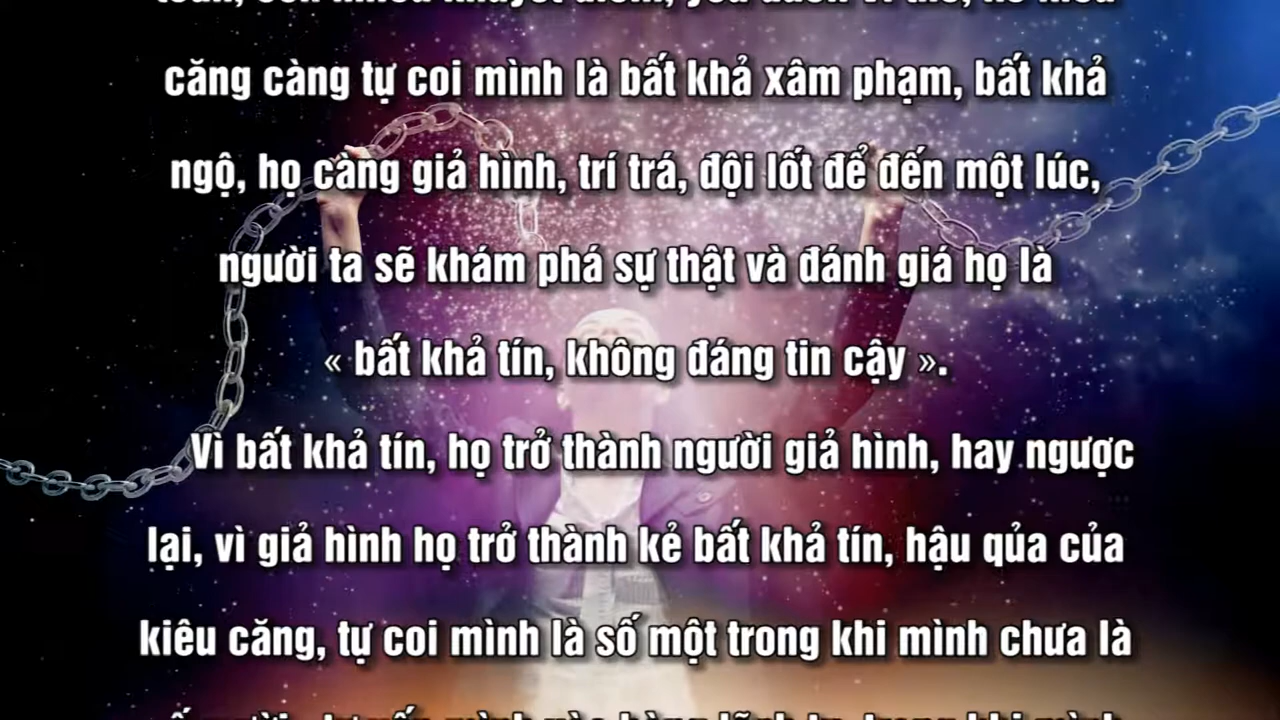 căng càng tự coi mình là bất khả xâm phạm, bất khả
ngộ, họ càng giả hình, trí trá, đội lốt để đến một lúc,
người ta sẽ khám phá sự thật và đánh giá họ là
« bất khả tín, không đáng tin cậy ».
Vì bất khả tín, họ trở thành người giả hình, hay ngược
lại, vì giả hình họ trở thành kẻ bất khả tín, hậu qủa của
kiêu căng, tự coi mình là số một trong khi mình chưa là